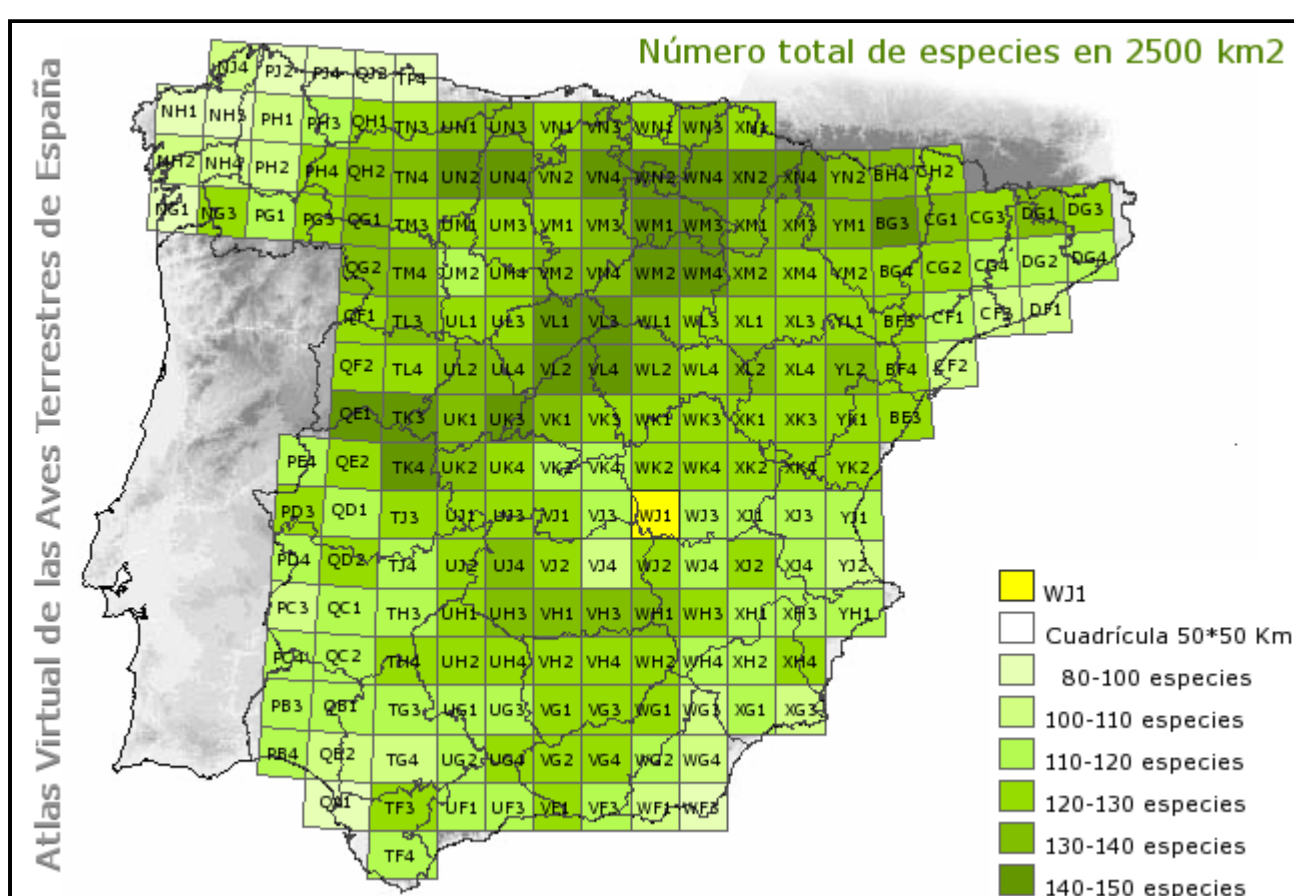 Número total de especies en 2500 km2
Atlas Virtual de las Aves Terrestres de España
NJ4 PJ2 PJ4 QJ2 TP4
NH1 NH3 PH1 PH3 QH1 TN3 UN1 UN3 VN1 VN3 WN1 WN3 XN1
NH2 NH4 PH2 PH4 QH2 TN4 UN2 UN4 VN2 VN4 WN2 WN4 XN2 XN4 YN2 BH4 CH2
NG1 NG3 PG1 PG3 QG1 TM3 UM1 UM3 VM1 VM3 WM1 WM3 XM1 XM3 YM1 BG3 CG1 CG3 DG1 DG3
QG2 TM4 UM2 UM4 VM2 VM4 WM2 WM4 XM2 XM4 YM2 BG4 CG2 CG4 DG2 DG4
QF1 TL3 UL1 UL3 VL1 VL3 WL1 WL3 XL1 XL3 YL1 BF3 CF1 CF3 DF1
QF2 TL4 UL2 UL4 VL2 VL4 WL2 WL4 XL2 XL4 YL2 BF4 CF2
QE1 TK3 UK1 UK3 VK1 VK3 WK1 WK3 XK1 XK3 YK1 BE3
PE4 QE2 TK4 UK2 UK4 VK2 VK4 WK2 WK4 XK2 XK4 YK2
PD3 QD1 TJ3 UJ1 UJ3 VJ1 VJ3 WJ1 WJ3 XJ1 XJ3 YJ1
PD4 QD2 TJ4 UJ2 UJ4 VJ2 VJ4 WJ2 WJ4 XJ2 XJ4 YJ2
PC3 QC1 TH3 UH1 UH3 VH1 VH3 WH1 WH3 XH1 XH3 YH1
PC4 QC2 TH4 UH2 UH4 VH2 VH4 WH2 WH4 XH2 XH4
PB3 QB1 TG3 UG1 UG3 VG1 VG3 WG1 WG3 XG1 XG3
PB4 QB2 TG4 UG2 UG4 VG2 VG4 WG2 WG4
QA1 TF3 UF1 UF3 VF1 VF3 WF1 WF3
TF4
WJ1
Cuadrícula 50*50 Km
80-100 especies
100-110 especies
110-120 especies
120-130 especies
130-140 especies
140-150 especies